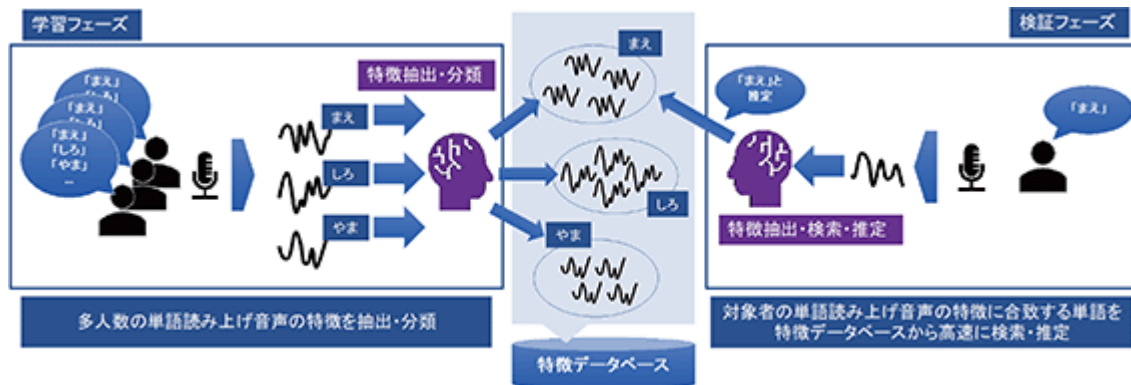 学習フェーズ
検証フェーズ
「まえ」
「まえ」
「まえ」
「しろ」
「やま」
...
特徴抽出・分類
まえ
しろ
やま
まえ
しろ
やま
「まえ」と
推定
「まえ」
特徴抽出・検索・推定
多人数の単語読み上げ音声の特徴を抽出・分類
特徴データベース
対象者の単語読み上げ音声の特徴に合致する単語を
特徴データベースから高速に検索・推定